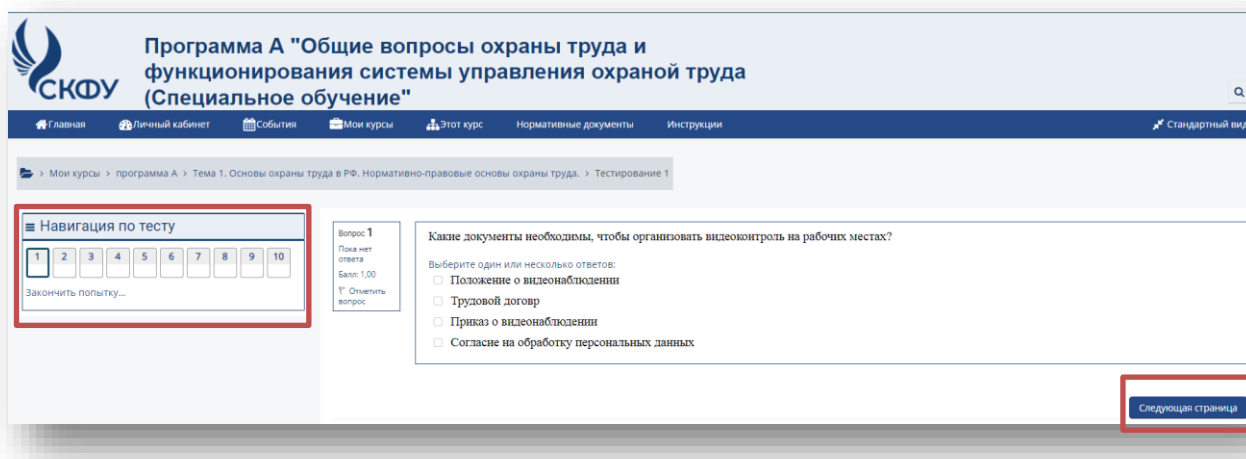 СКФУ
Программа А "Общие вопросы охраны труда и
функционирования системы управления охраной труда
(Специальное обучение"
Главная
Личный кабинет
События
Мои курсы
Этот курс
Нормативные документы
Инструкции
Стандартный вид
> Мои курсы > программа А > Тема 1. Основы охраны труда в РФ. Нормативно-правовые основы охраны труда. > Тестирование 1
Навигация по тесту
1 2 3 4 5 6 7 8 9 10
Закончить попытку...
Вопрос 1
Пока нет
ответа
Балл: 1,00
Отметить
вопрос
Какие документы необходимы, чтобы организовать видеоконтроль на рабочих местах?
Выберите один или несколько ответов:
Положение о видеонаблюдении
Трудовой договр
Приказ о видеонаблюдении
Согласие на обработку персональных данных
Следующая страница